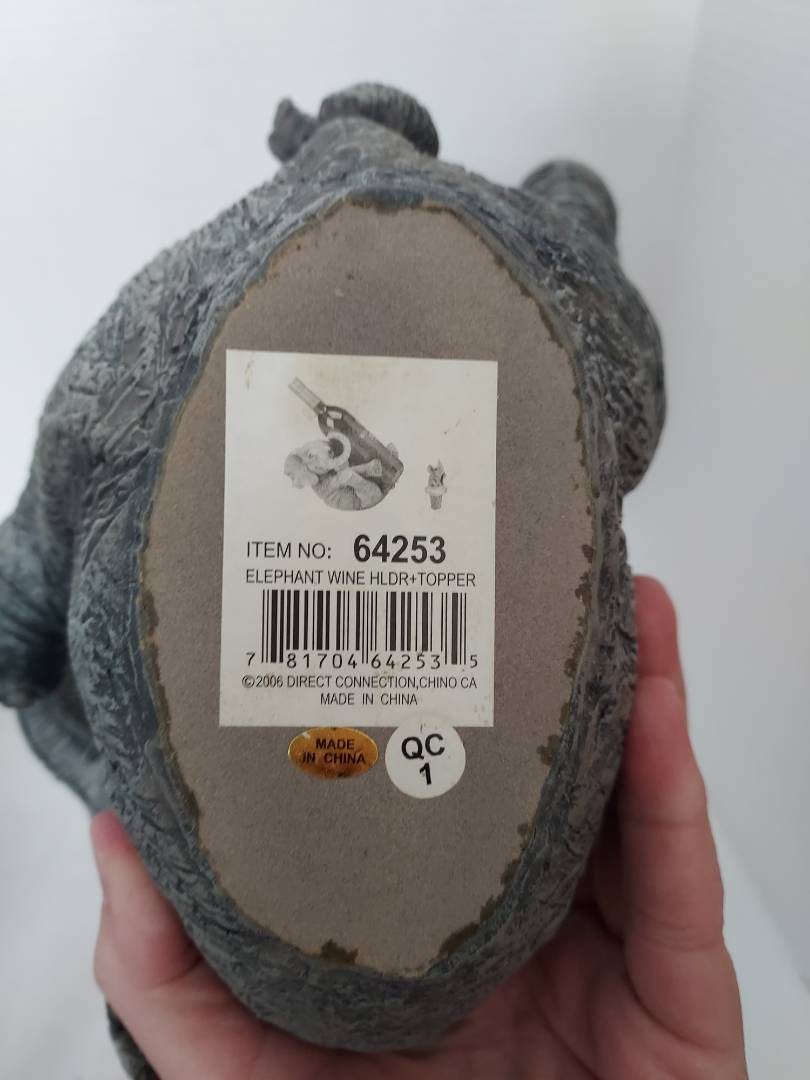 ITEM NO: 64253
ELEPHANT WINE HLDR+TOPPER
7 81704 64253 5
©2006 DIRECT CONNECTION,CHINO CA
MADE IN CHINA
MADE
IN CHINA
QC
1